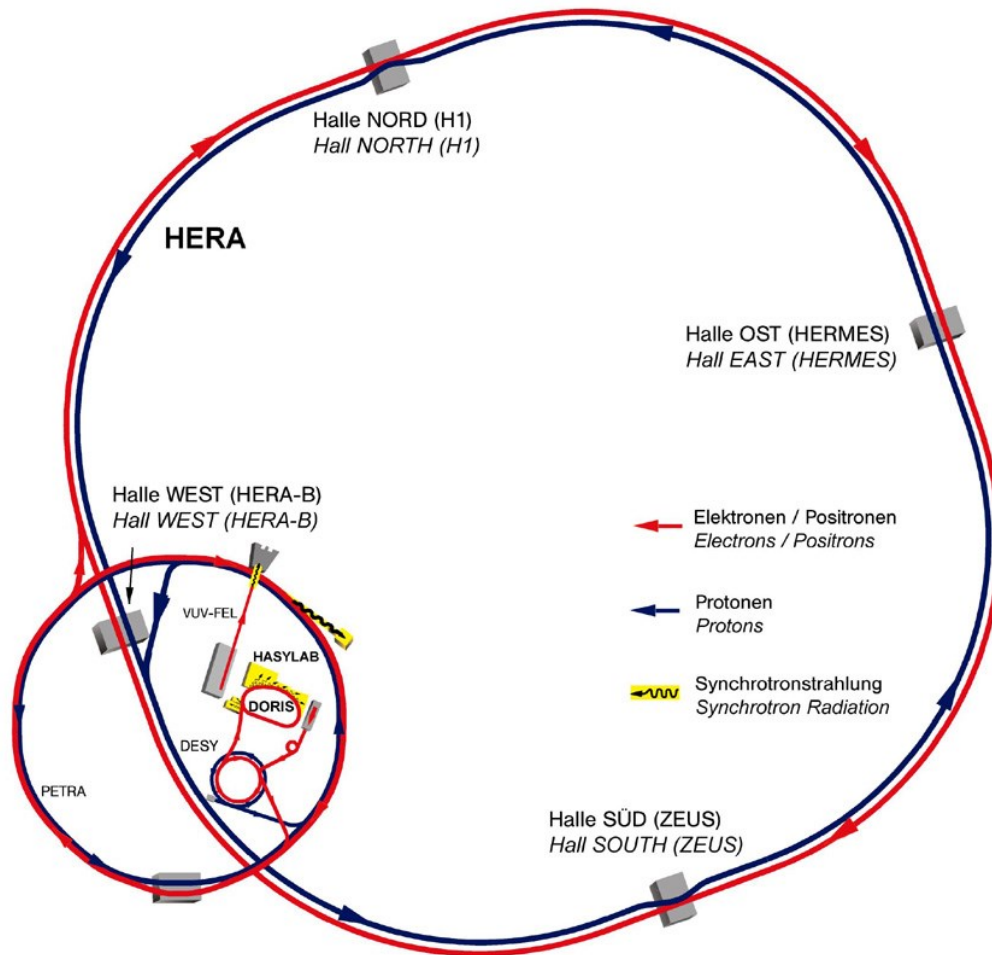 Halle NORD (H1)
Hall NORTH (H1)
HERA
Halle OST (HERMES)
Hall EAST (HERMES)
Halle WEST (HERA-B)
Hall WEST (HERA-B)
Elektronen / Positronen
Electrons / Positrons
Protonen
Protons
Synchrotronstrahlung
Synchrotron Radiation
VUV-FEL
HASYLAB
DORIS
DESY
PETRA
Halle SÜD (ZEUS)
Hall SOUTH (ZEUS)